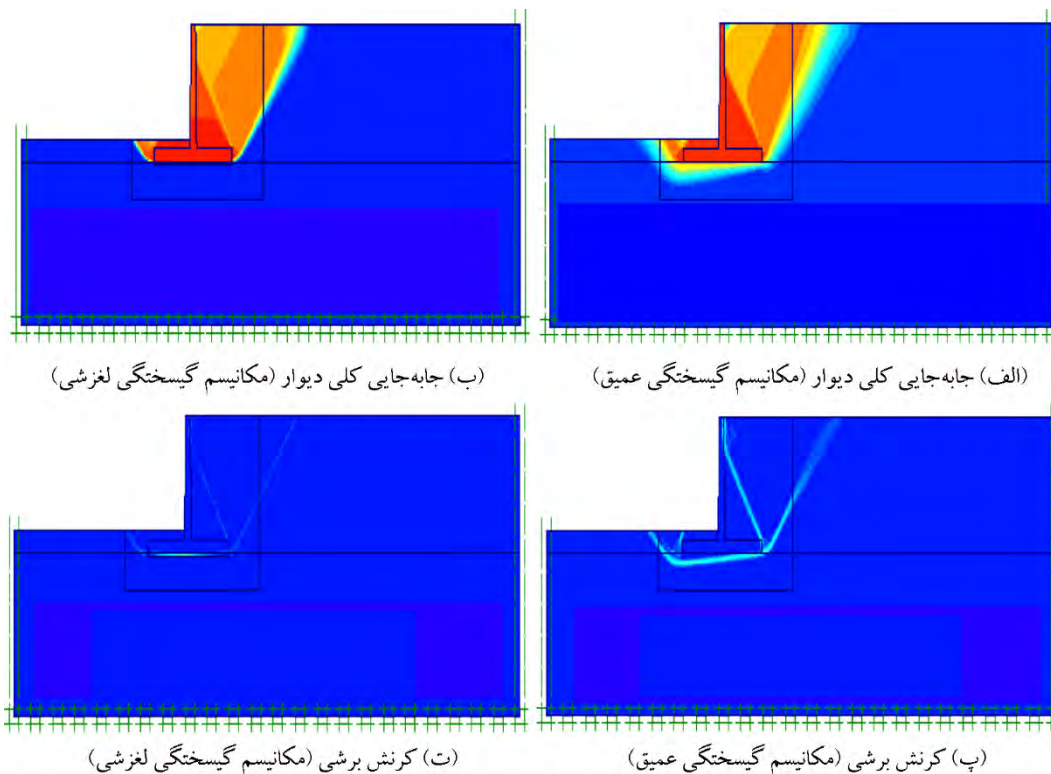 (الف) جابه‌جایی کلی دیوار (مکانیسم گیسختگی عمیق)
(ب) جابه‌جایی کلی دیوار (مکانیسم گیسختگی لغزشی)
(پ) کرنش برشی (مکانیسم گیسختگی عمیق)
(ت) کرنش برشی (مکانیسم گیسختگی لغزشی)